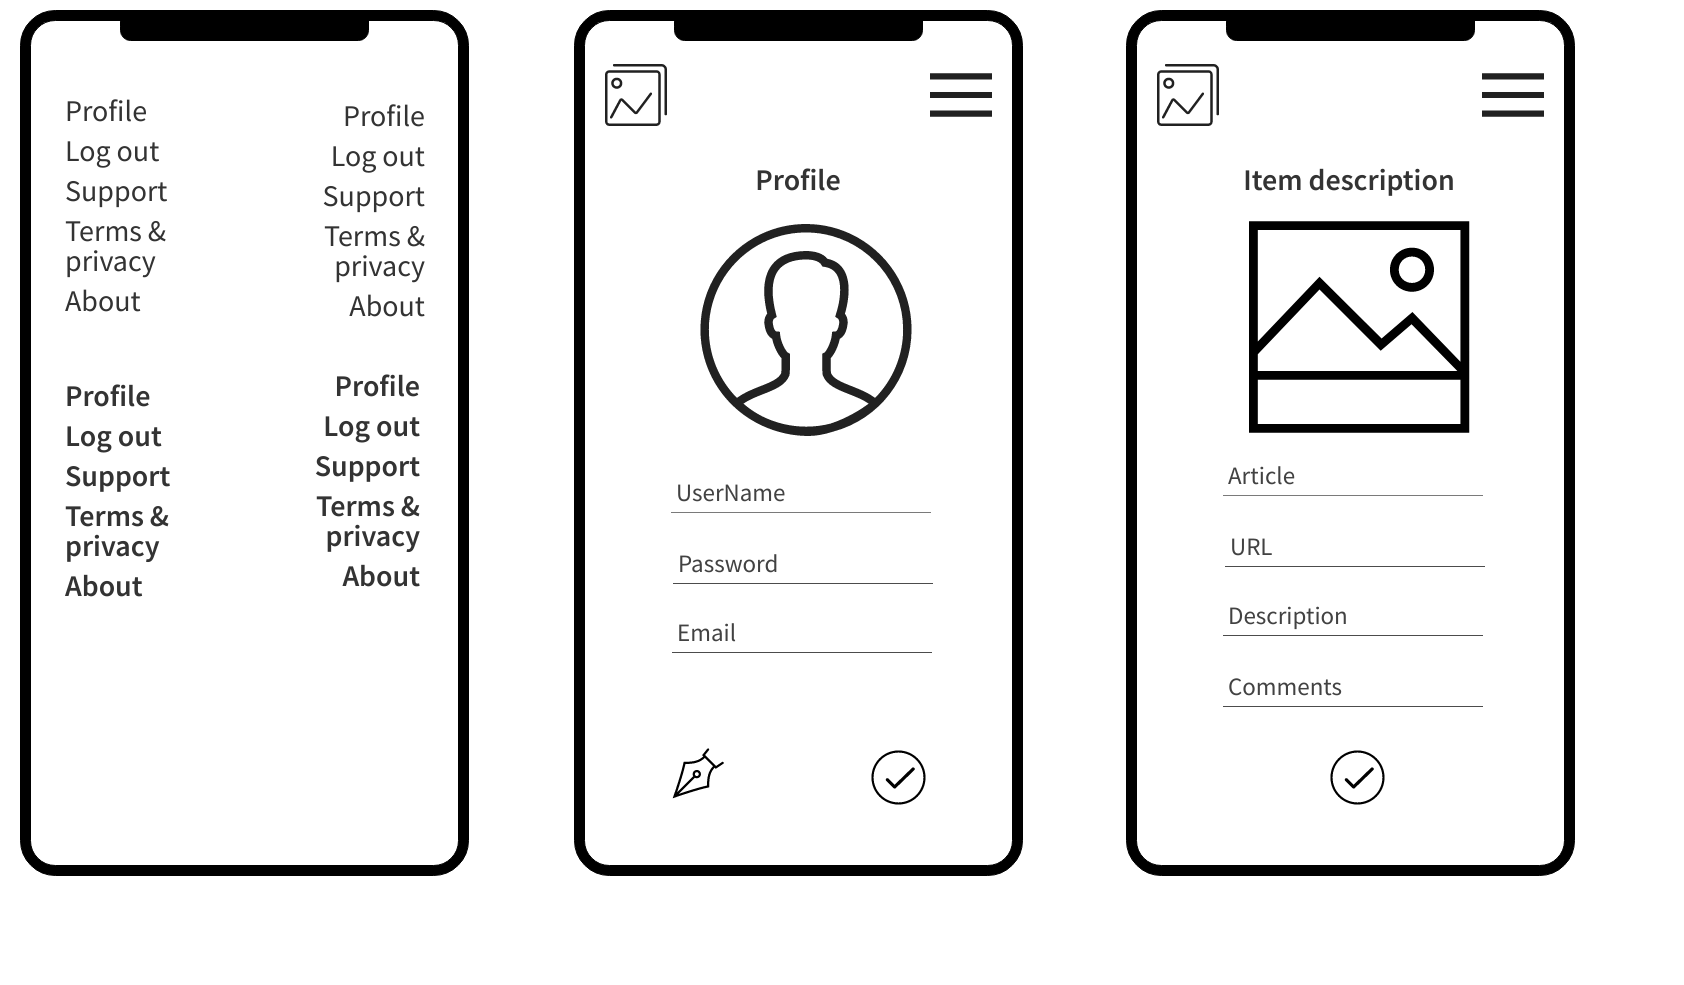 Profile
Log out
Support
Terms &
privacy
About
Profile
Log out
Support
Terms &
privacy
About
Profile
Log out
Support
Terms &
privacy
About
Profile
Log out
Support
Terms &
privacy
About
Profile
UserName
Password
Email
Item description
Article
URL
Description
Comments